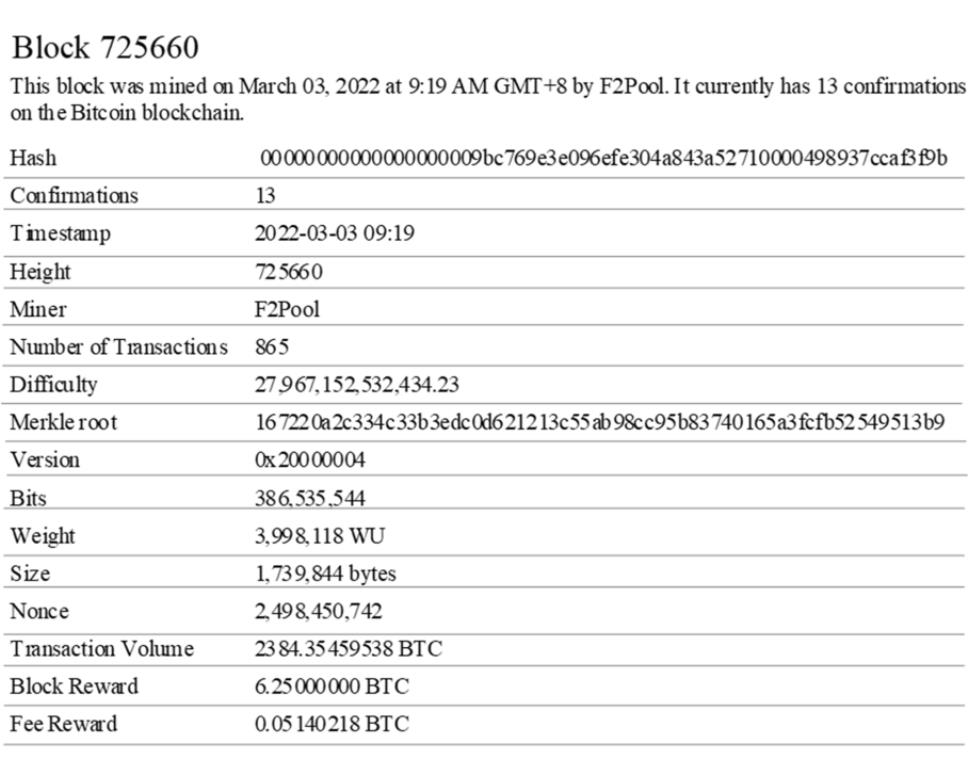 Block 725660
This block was mined on March 03, 2022 at 9:19 AM GMT+8 by F2Pool. It currently has 13 confirmations
on the Bitcoin blockchain.
Hash 00000000000000000009bc769e3e096efe304a843a52710000498937ccaf3f9b
Confirmations 13
Timestamp 2022-03-03 09:19
Height 725660
Miner F2Pool
Number of Transactions 865
Difficulty 27,967,152,532,434.23
Merkle root 167220a2c334c33b3edc0d621213c55ab98cc95b83740165a3fcfb52549513b9
Version 0x20000004
Bits 386,535,544
Weight 3,998,118 WU
Size 1,739,844 bytes
Nonce 2,498,450,742
Transaction Volume 2384.35459538 BTC
Block Reward 6.25000000 BTC
Fee Reward 0.05140218 BTC